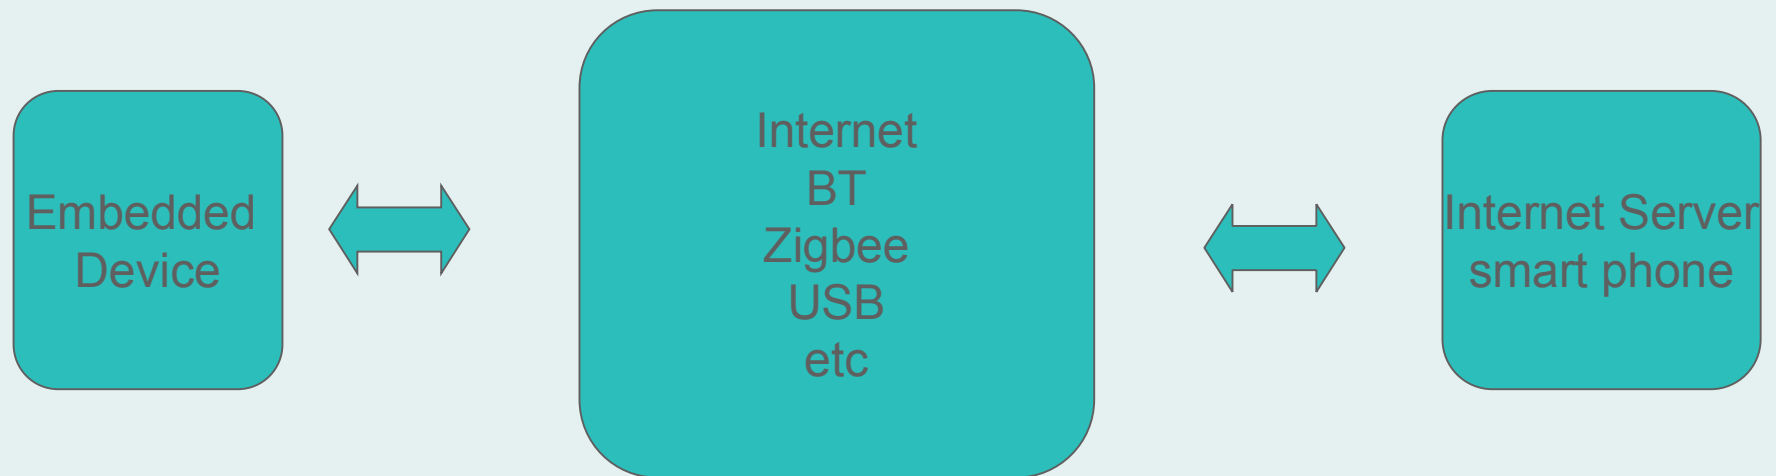 Embedded
Device
Internet
BT
Zigbee
USB
etc
Internet Server
smart phone